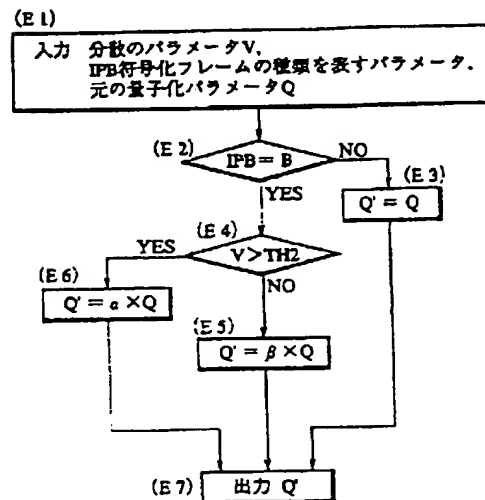 (E 1)
入力 分散のパラメータV、
IPB符号化フレームの種類を表すパラメータ、
元の量子化パラメータQ
(E 2)
IPB = B
NO
(E 3)
YES
Q' = Q
(E 4)
YES
V > TH2
(E 6)
NO
Q' = α × Q
(E 5)
Q' = β × Q
(E 7)
出力 Q'